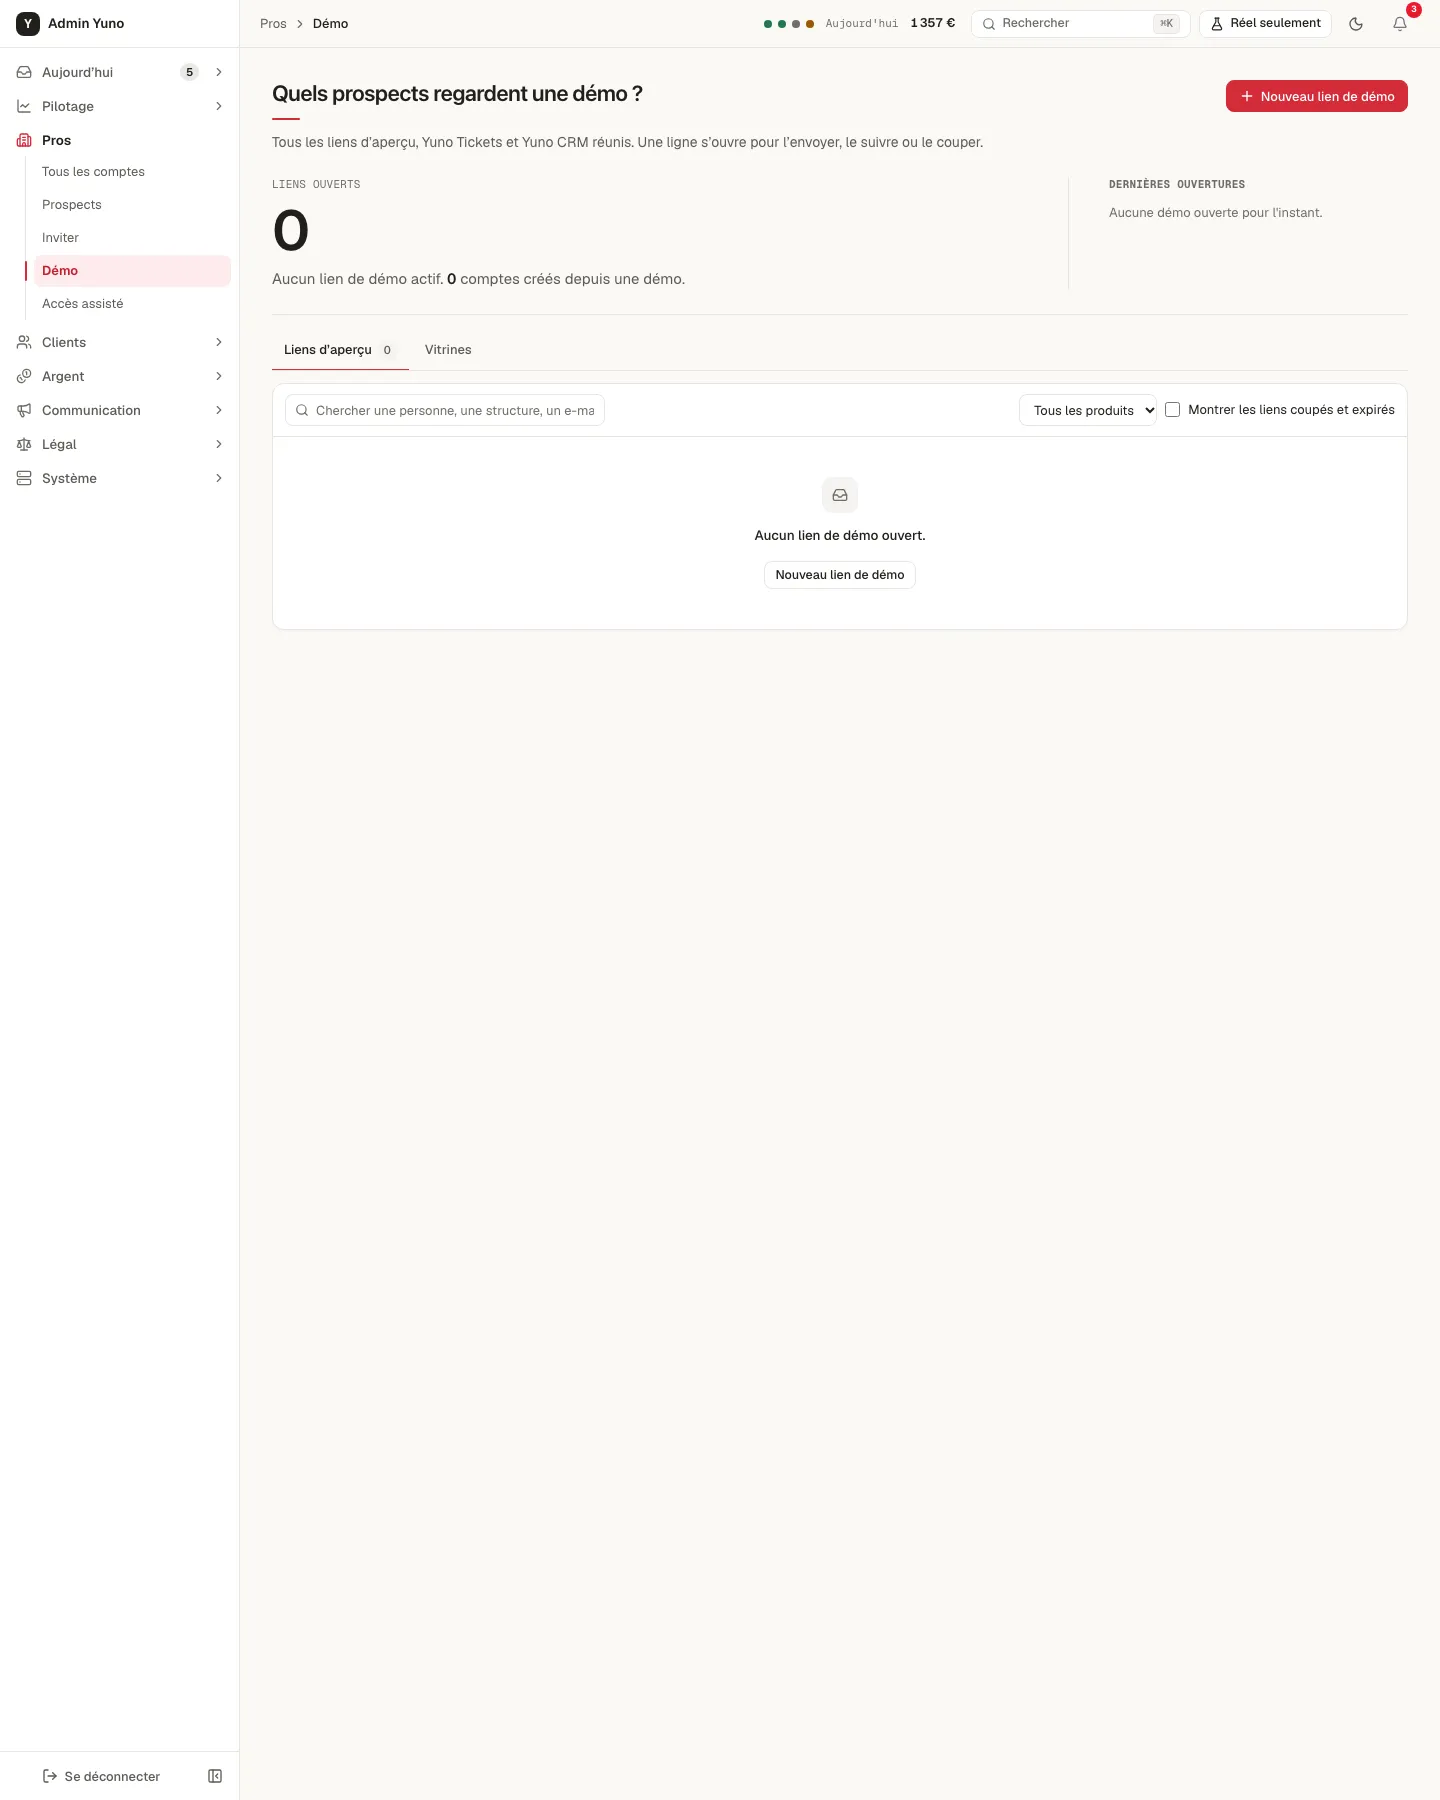 Y Admin Yuno
Aujourd'hui 5
Pilotage
Pros
Tous les comptes
Prospects
Inviter
Démo
Accès assisté
Clients
Argent
Communication
Légal
Système
Se déconnecter
Pros > Démo
Aujourd'hui 1 357 €
Rechercher ⌘K
Réel seulement
3
Quels prospects regardent une démo ?
+ Nouveau lien de démo
Tous les liens d'aperçu, Yuno Tickets et Yuno CRM réunis. Une ligne s'ouvre pour l'envoyer, le suivre ou le couper.
LIENS OUVERTS
0
Aucun lien de démo actif. 0 comptes créés depuis une démo.
DERNIÈRES OUVERTURES
Aucune démo ouverte pour l'instant.
Liens d'aperçu 0
Vitrines
Chercher une personne, une structure, un e-ma
Tous les produits
Montrer les liens coupés et expirés
Aucun lien de démo ouvert.
Nouveau lien de démo